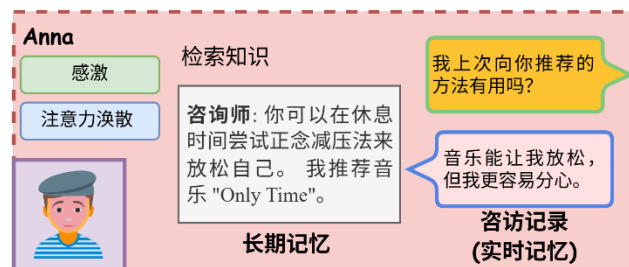 Anna
感激
注意力涣散
检索知识
咨询师: 你可以在休息
时间尝试正念减压法来
放松自己。 我推荐音
乐 "Only Time"。
长期记忆
我上次向你推荐的
方法有用吗?
音乐能让我放松，
但我更容易分心。
咨访记录
(实时记忆)